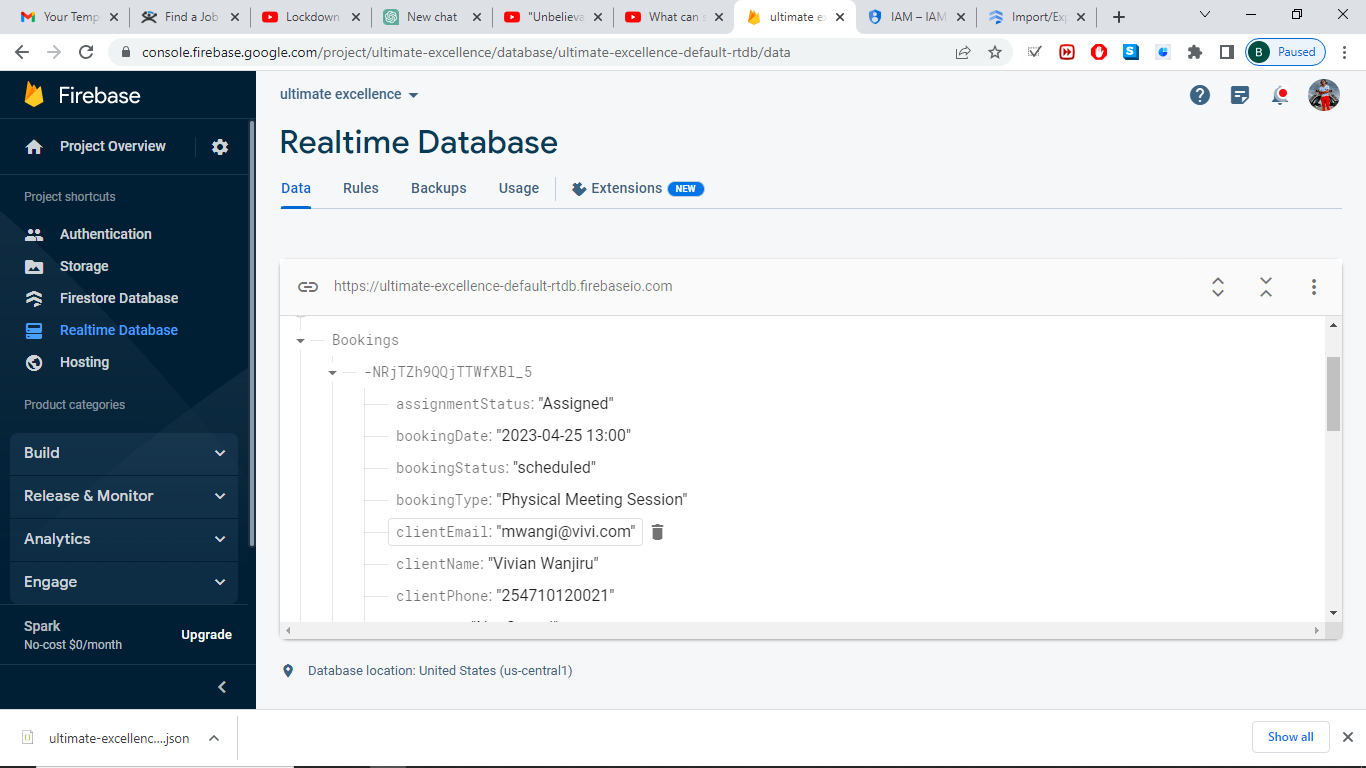 Your Temp
Find a Job
Lockdown
New chat
"Unbelieva
What can s
ultimate ex
IAM – IAM
Import/Exp
console.firebase.google.com/project/ultimate-excellence/database/ultimate-excellence-default-rtdb/data
B Paused
Firebase
Project Overview
Project shortcuts
Authentication
Storage
Firestore Database
Realtime Database
Hosting
Product categories
Build
Release & Monitor
Analytics
Engage
Spark
No-cost $0/month
Upgrade
ultimate excellence
Realtime Database
Data Rules Backups Usage Extensions NEW
https://ultimate-excellence-default-rtdb.firebaseio.com
Bookings
-NRjTZh9QQjTTWfXBl_5
assignmentStatus: "Assigned"
bookingDate: "2023-04-25 13:00"
bookingStatus: "scheduled"
bookingType: "Physical Meeting Session"
clientEmail: "mwangi@vivi.com"
clientName: "Vivian Wanjiru"
clientPhone: "254710120021"
Database location: United States (us-central1)
ultimate-excellenc....json
Show all